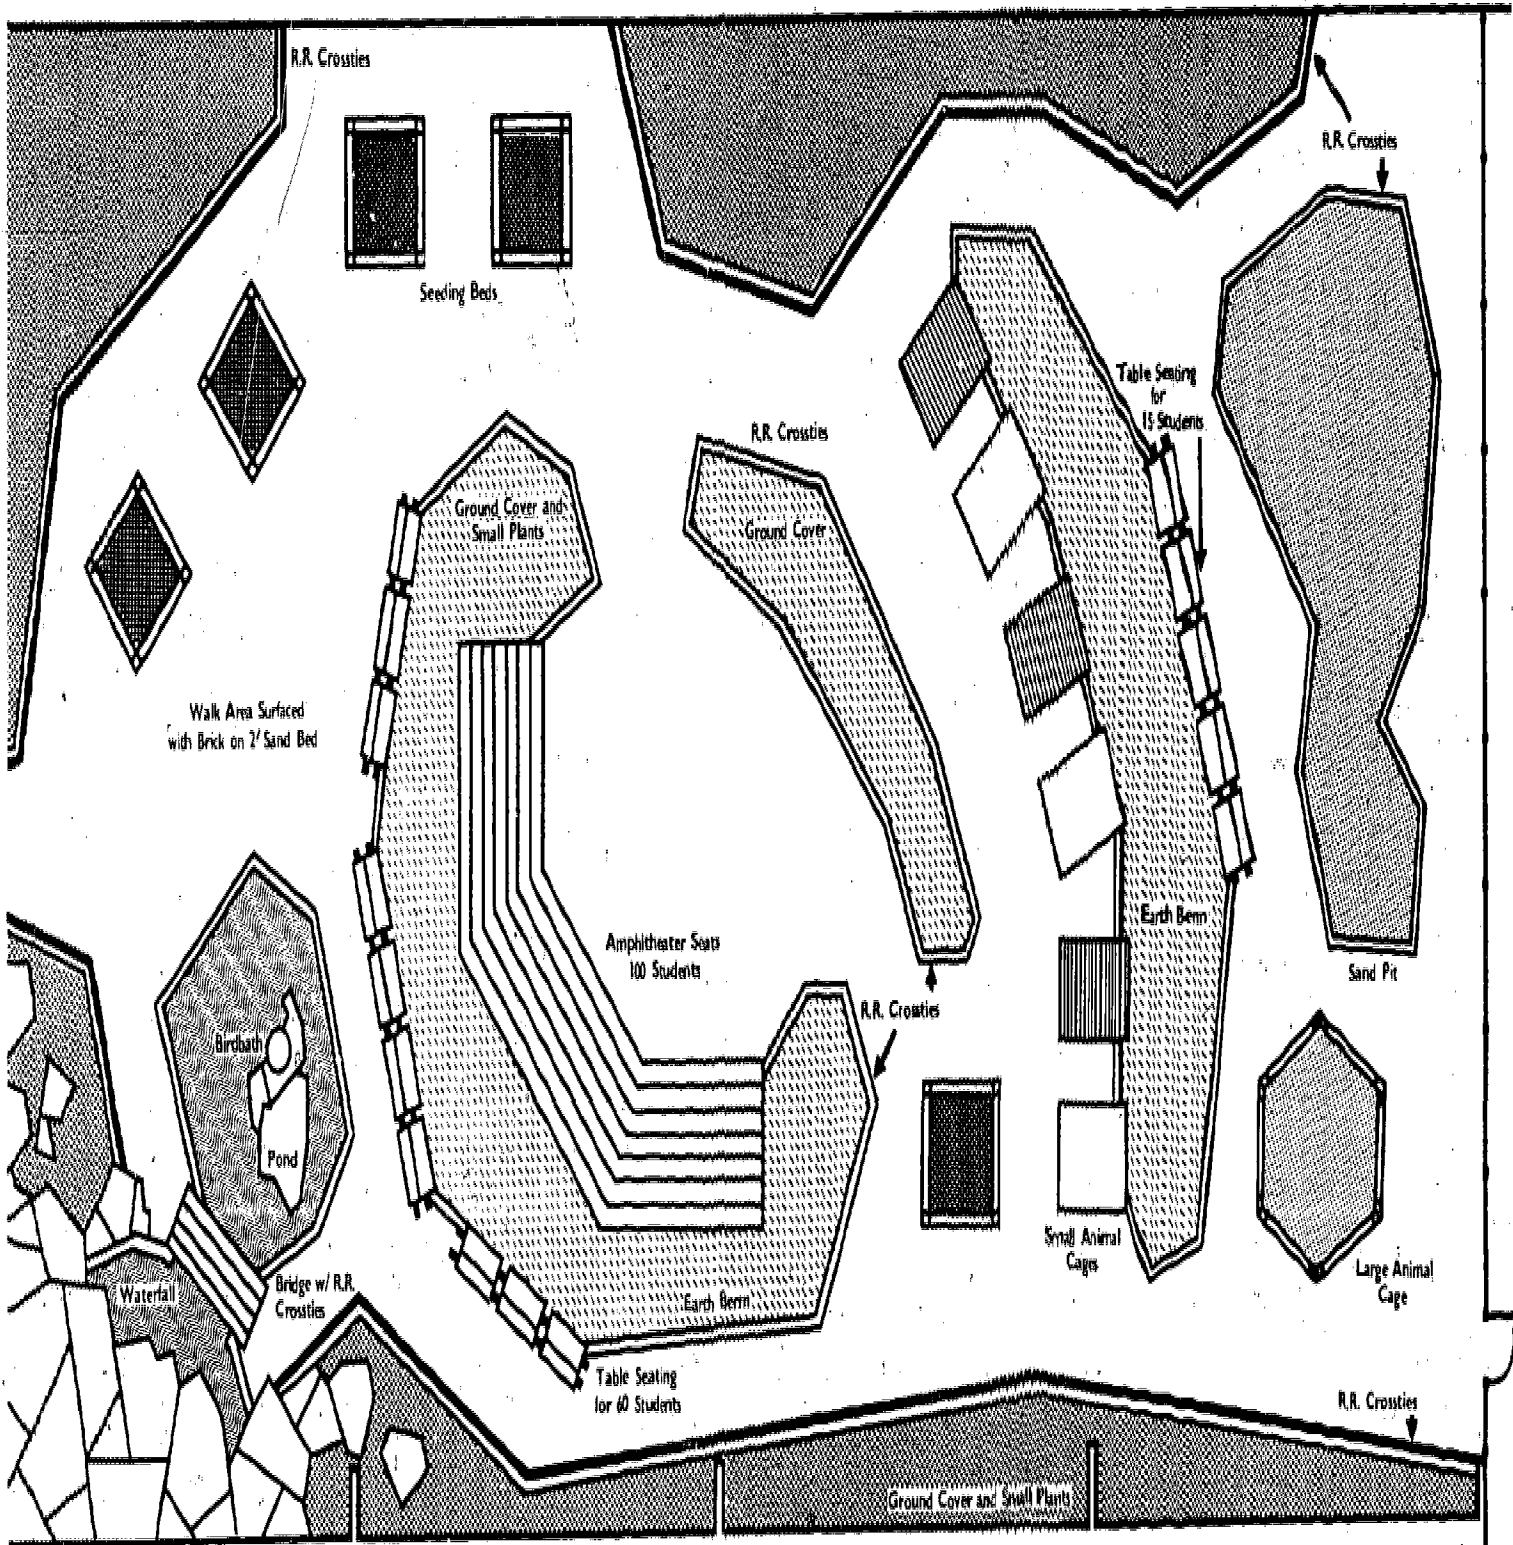 R.R. Crossties
R.R. Crossties
Seeding Beds
Table Seating
for
15 Students
R.R. Crossties
Ground Cover and
Small Plants
Ground Cover
Walk Area Surfaced
with Brick on 2' Sand Bed
Earth Berm
Amphitheater Seats
100 Students
Sand Pit
R.R. Crossties
Birdbath
Pond
Small Animal
Cages
Large Animal
Cage
Waterfall
Bridge w/ R.R.
Crossties
Earth Berm
Table Seating
for 60 Students
R.R. Crossties
Ground Cover and Small Plants